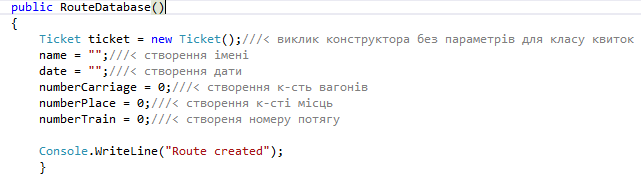 public RouteDatabase()
{
Ticket ticket = new Ticket();///< виклик конструктора без параметрів для класу квиток
name = "";///< створення імені
date = "";///< створення дати
numberCarriage = 0;///< створення к-сть вагонів
numberPlace = 0;///< створення к-сті місць
numberTrain = 0;///< створеня номеру потягу
Console.WriteLine("Route created");
}